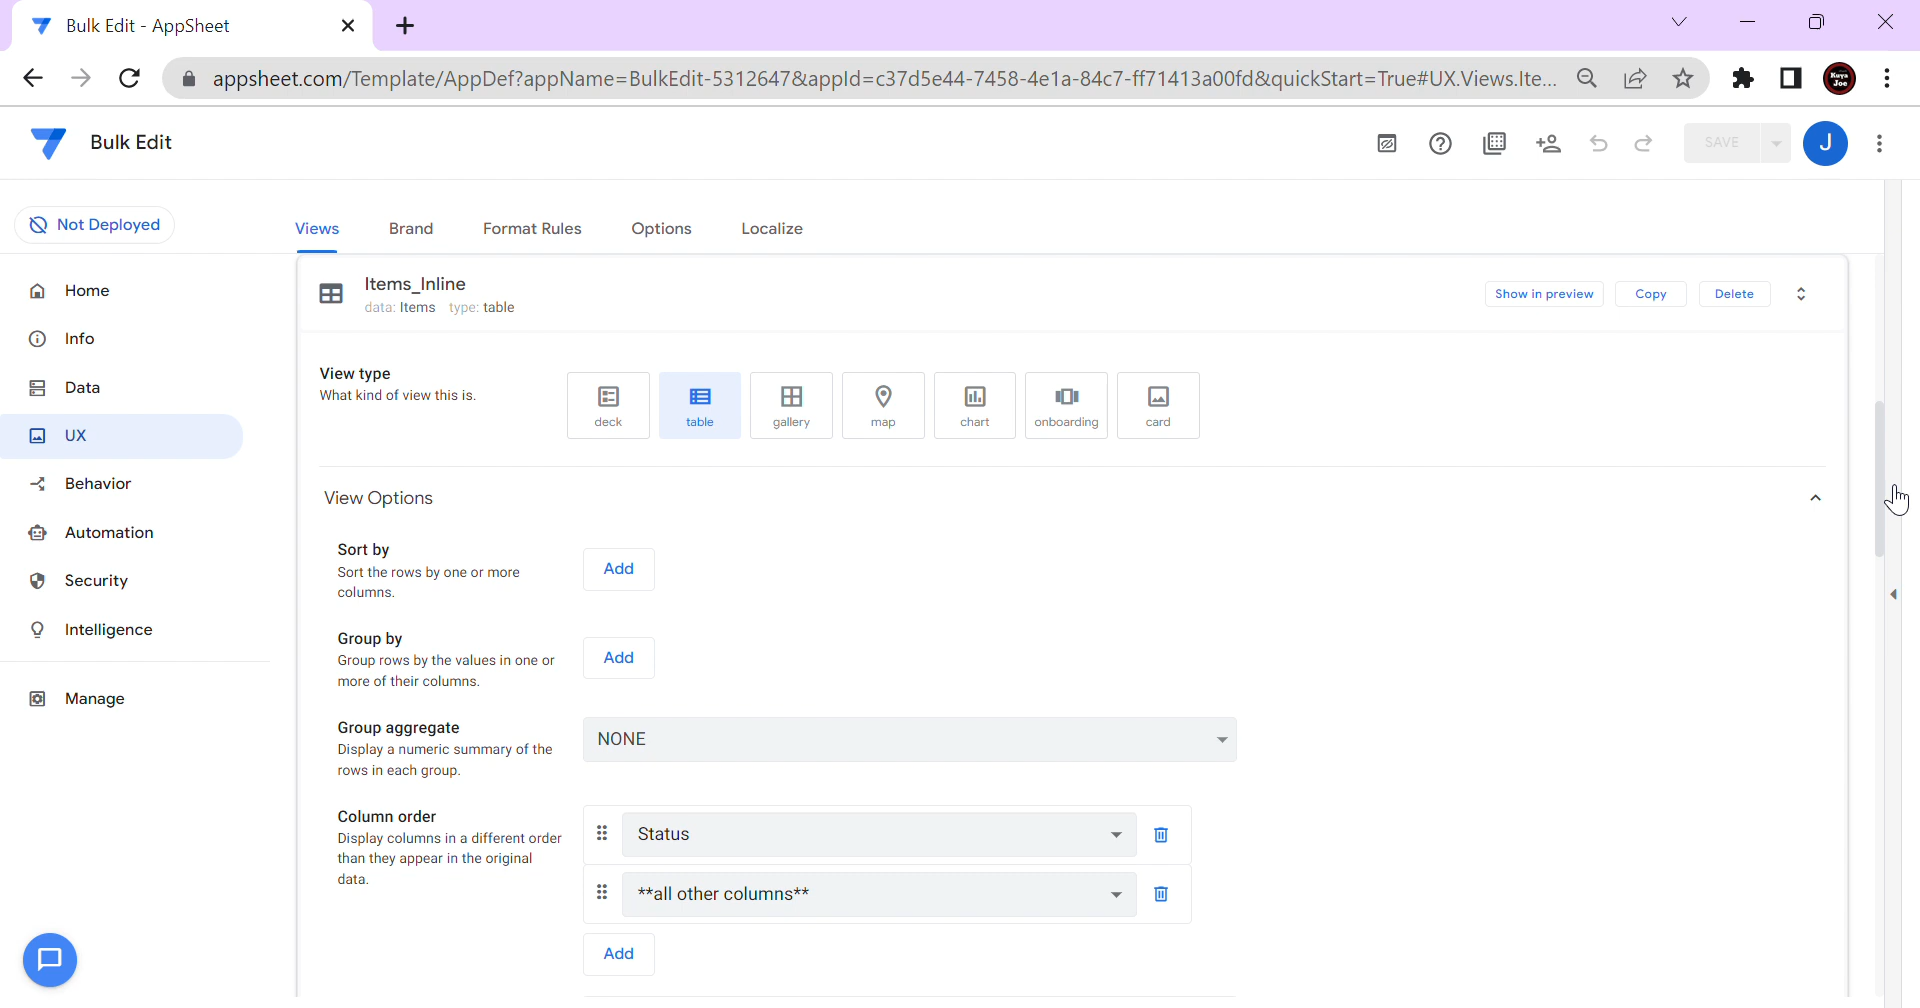 Bulk Edit - AppSheet
appsheet.com/Template/AppDef?appName=BulkEdit-5312647&appId=c37d5e44-7458-4e1a-84c7-ff71413a00fd&quickStart=True#UX.Views.Ite...
Kuya Joe
Bulk Edit
SAVE
J
Not Deployed
Views Brand Format Rules Options Localize
Home
Info
Data
UX
Behavior
Automation
Security
Intelligence
Manage
Items_Inline
data: Items type: table
Show in preview Copy Delete
View type
What kind of view this is.
deck table gallery map chart onboarding card
View Options
Sort by
Sort the rows by one or more
columns.
Add
Group by
Group rows by the values in one or
more of their columns.
Add
Group aggregate
Display a numeric summary of the
rows in each group.
NONE
Column order
Display columns in a different order
than they appear in the original
data.
Status
**all other columns**
Add